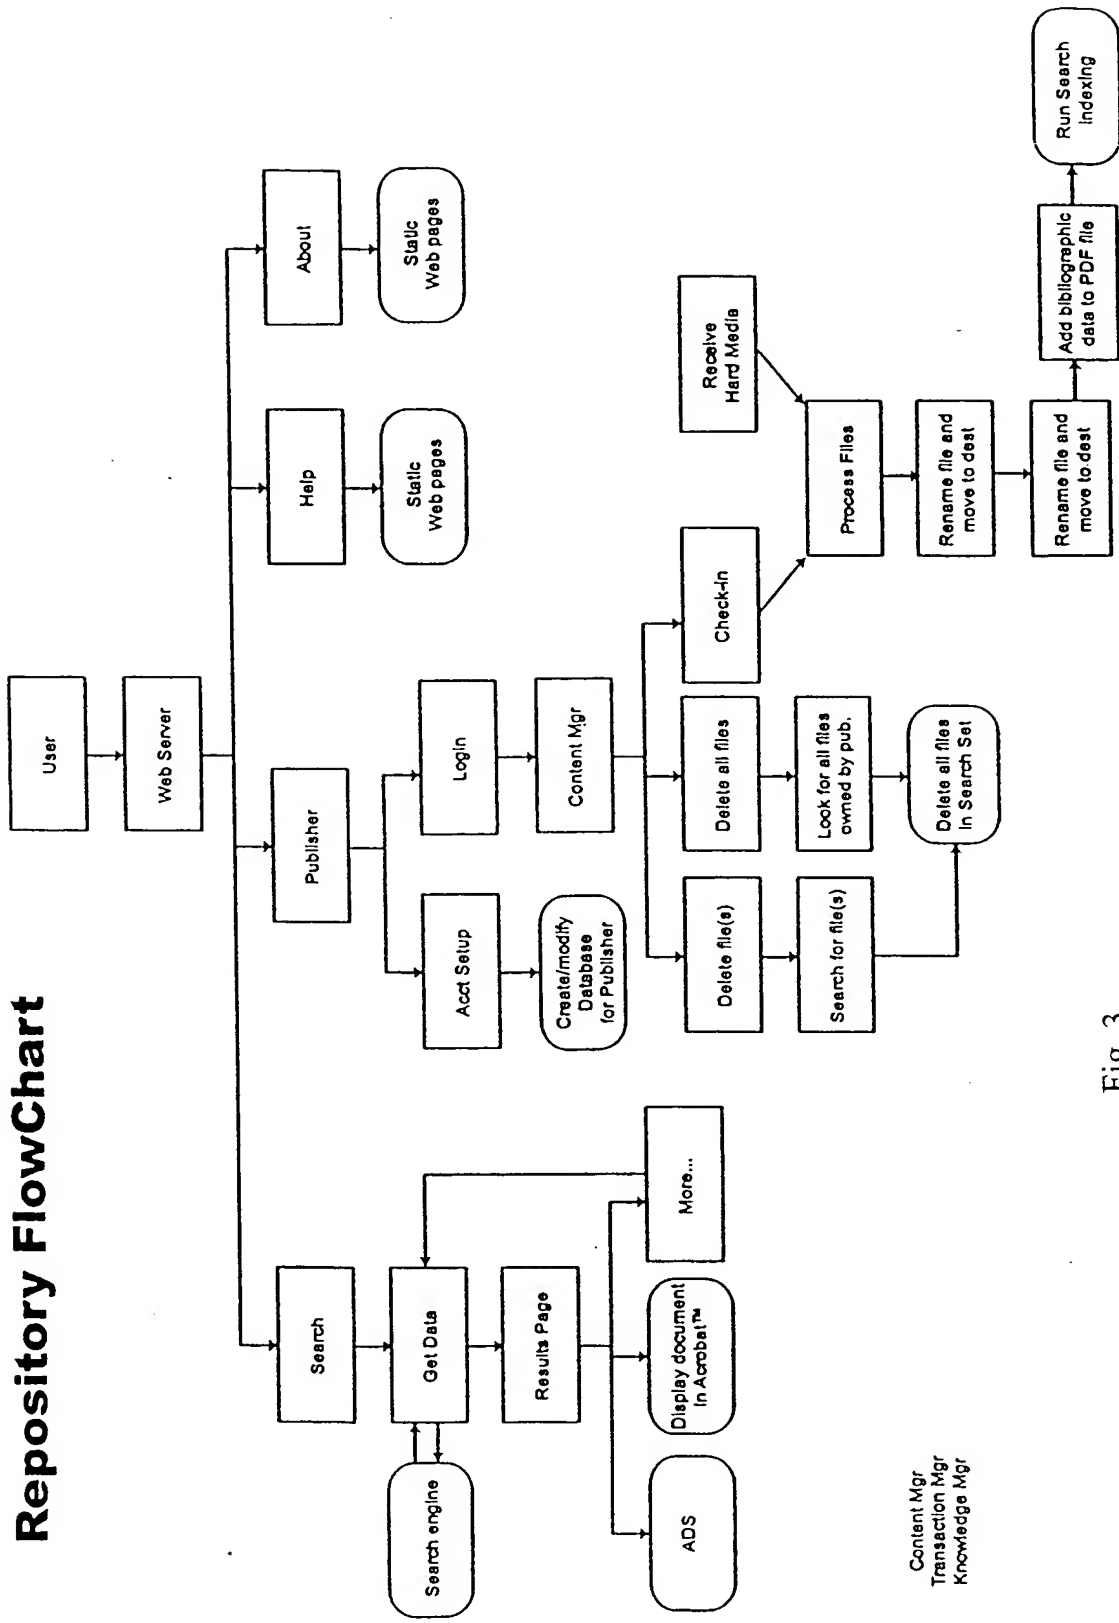 Repository FlowChart
User
Web Server
Search
Publisher
Help
About
Static
Web pages
Static
Web pages
Search engine
Get Data
Results Page
ADS
Display document
in Acrobat™
More...
Acct Setup
Login
Create/modify
Database
for Publisher
Content Mgr
Delete file(s)
Delete all files
Check-In
Receive
Hard Media
Search for file(s)
Look for all files
owned by pub.
Process Files
Delete all files
in Search Set
Rename file and
move to dest
Rename file and
move to dest
Add bibliographic
data to PDF file
Run Search
Indexing
Content Mgr
Transaction Mgr
Knowledge Mgr
Fig. 3